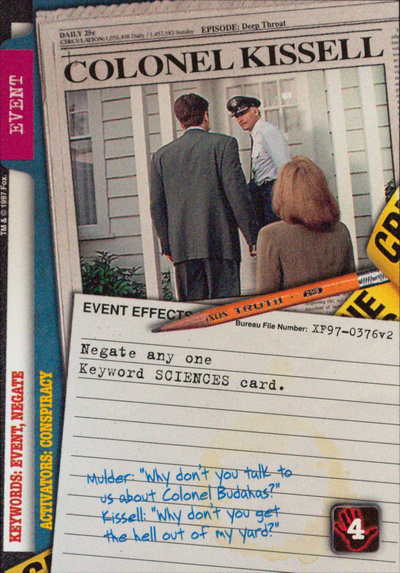 DAILY 25¢
EPISODE: Deep Throat
CIRCULATION: 1,058,498 Daily / 1,457,583 Sunday
COLONEL KISSELL
EVENT
TM & © 1997 Fox.
TRUTH
EVENT EFFECTS
Bureau File Number: XF97-0376v2
Negate any one
Keyword SCIENCES card.
KEYWORDS: EVENT, NEGATE
ACTIVATORS: CONSPIRACY
Mulder: "Why don't you talk to
us about Colonel Budahas?"
Kissell: "Why don't you get
the hell out of my yard?"
4